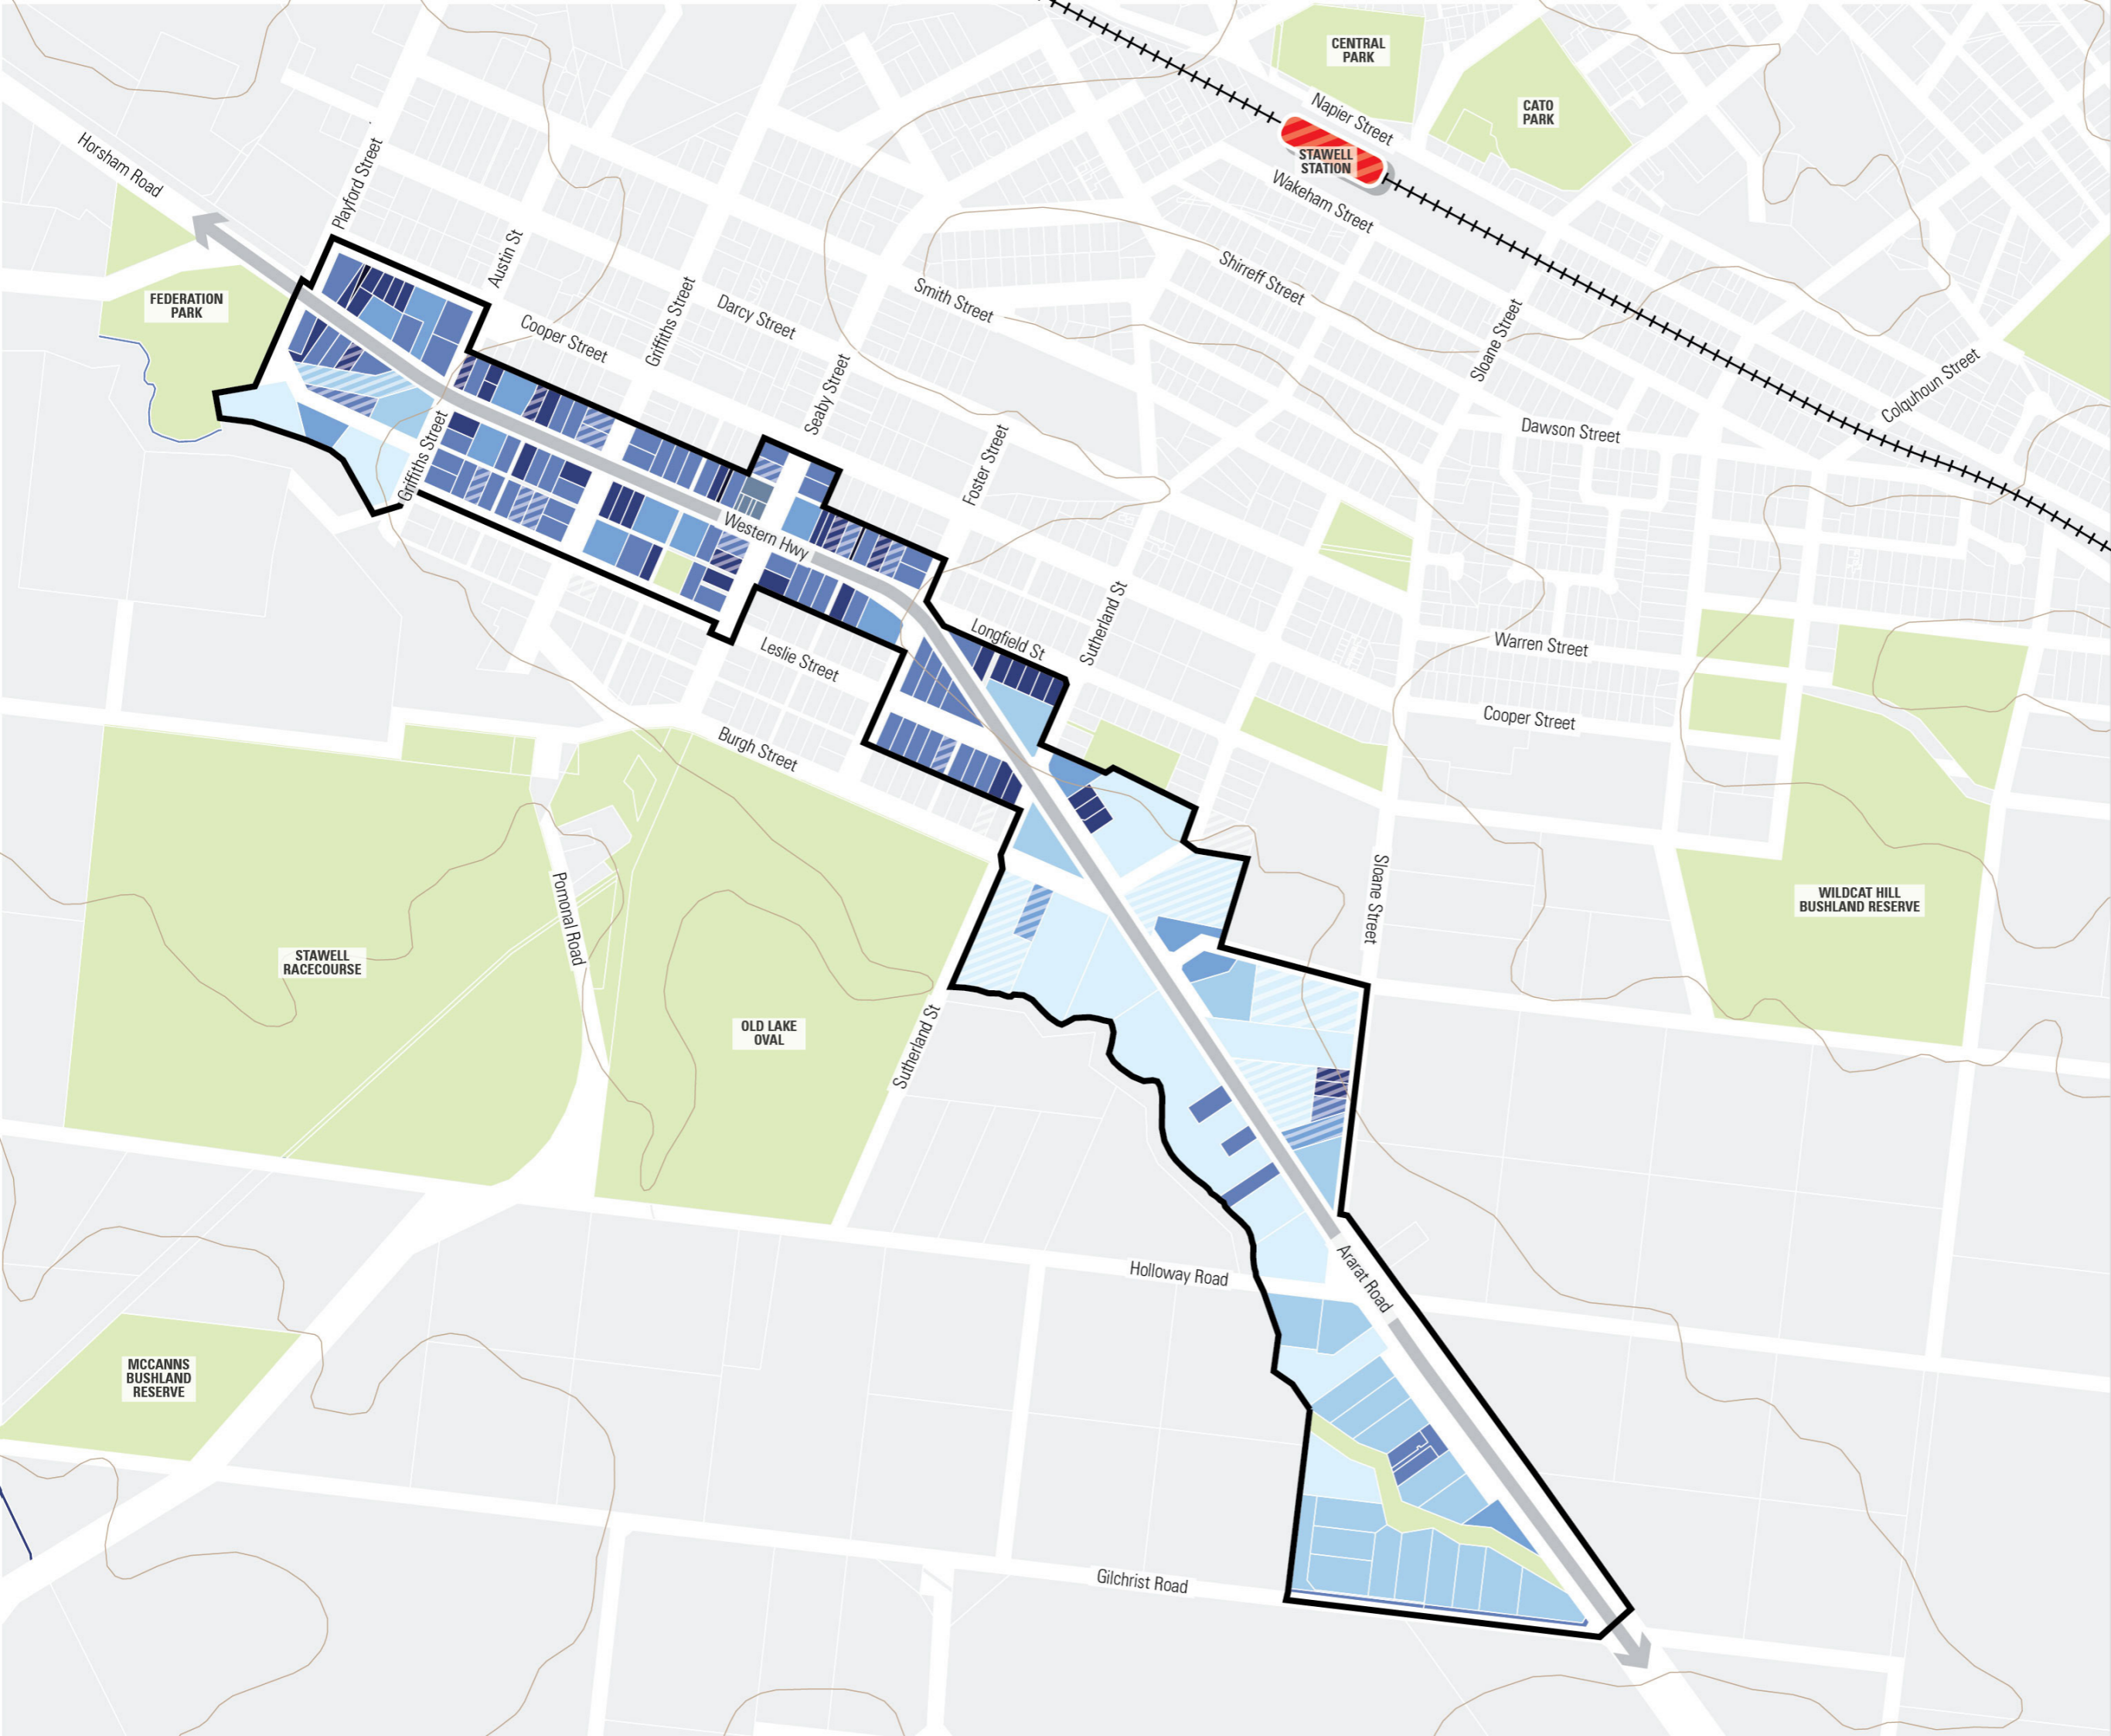 CENTRAL
PARK
CATO
PARK
Napier Street
STAWELL
STATION
Wakeham Street
Horsham Road
Playford Street
Austin St
FEDERATION
PARK
Cooper Street
Griffiths Street
Darcy Street
Smith Street
Shirreff Street
Sloane Street
Colquhoun Street
Seaby Street
Dawson Street
Griffiths Street
Foster Street
Western Hwy
Longfield St
Sutherland St
Leslie Street
Warren Street
Cooper Street
Burgh Street
Pomonal Road
Sloane Street
WILDCAT HILL
BUSHLAND RESERVE
STAWELL
RACECOURSE
OLD LAKE
OVAL
Sutherland St
Holloway Road
Ararat Road
MCCANNS
BUSHLAND
RESERVE
Gilchrist Road